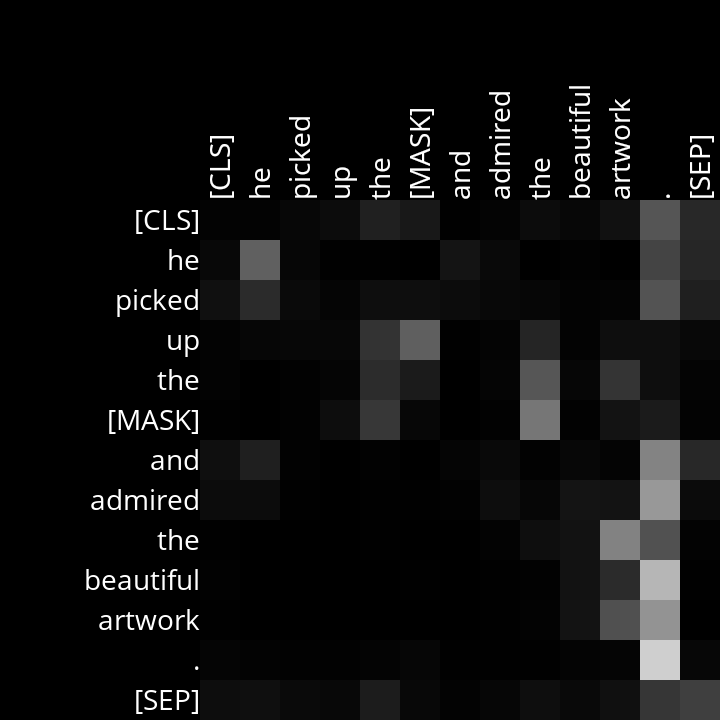 [CLS] he picked up the [MASK] and admired the beautiful artwork . [SEP]
[CLS]
he
picked
up
the
[MASK]
and
admired
the
beautiful
artwork
.
[SEP]